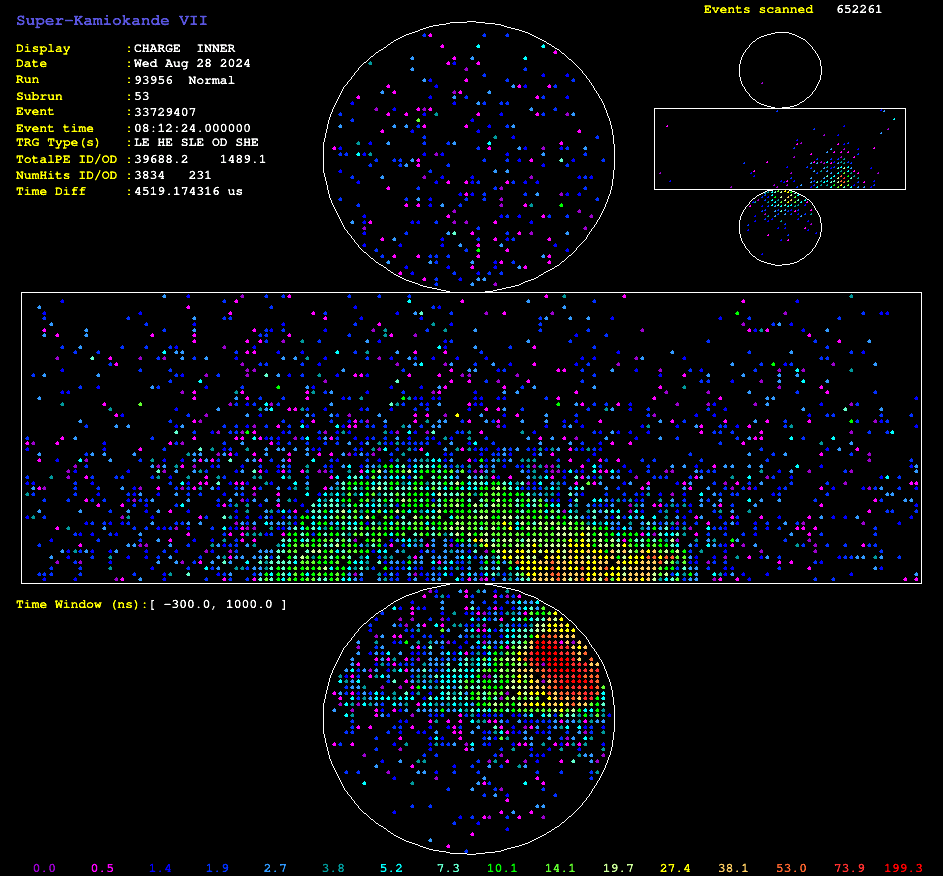 Super-Kamiokande VII
Events scanned 652261
Display :CHARGE INNER
Date :Wed Aug 28 2024
Run :93956 Normal
Subrun :53
Event :33729407
Event time :08:12:24.000000
TRG Type(s) :LE HE SLE OD SHE
TotalPE ID/OD :39688.2 1489.1
NumHits ID/OD :3834 231
Time Diff :4519.174316 us
Time Window (ns):[ −300.0, 1000.0 ]
0.0 0.5 1.4 1.9 2.7 3.8 5.2 7.3 10.1 14.1 19.7 27.4 38.1 53.0 73.9 199.3